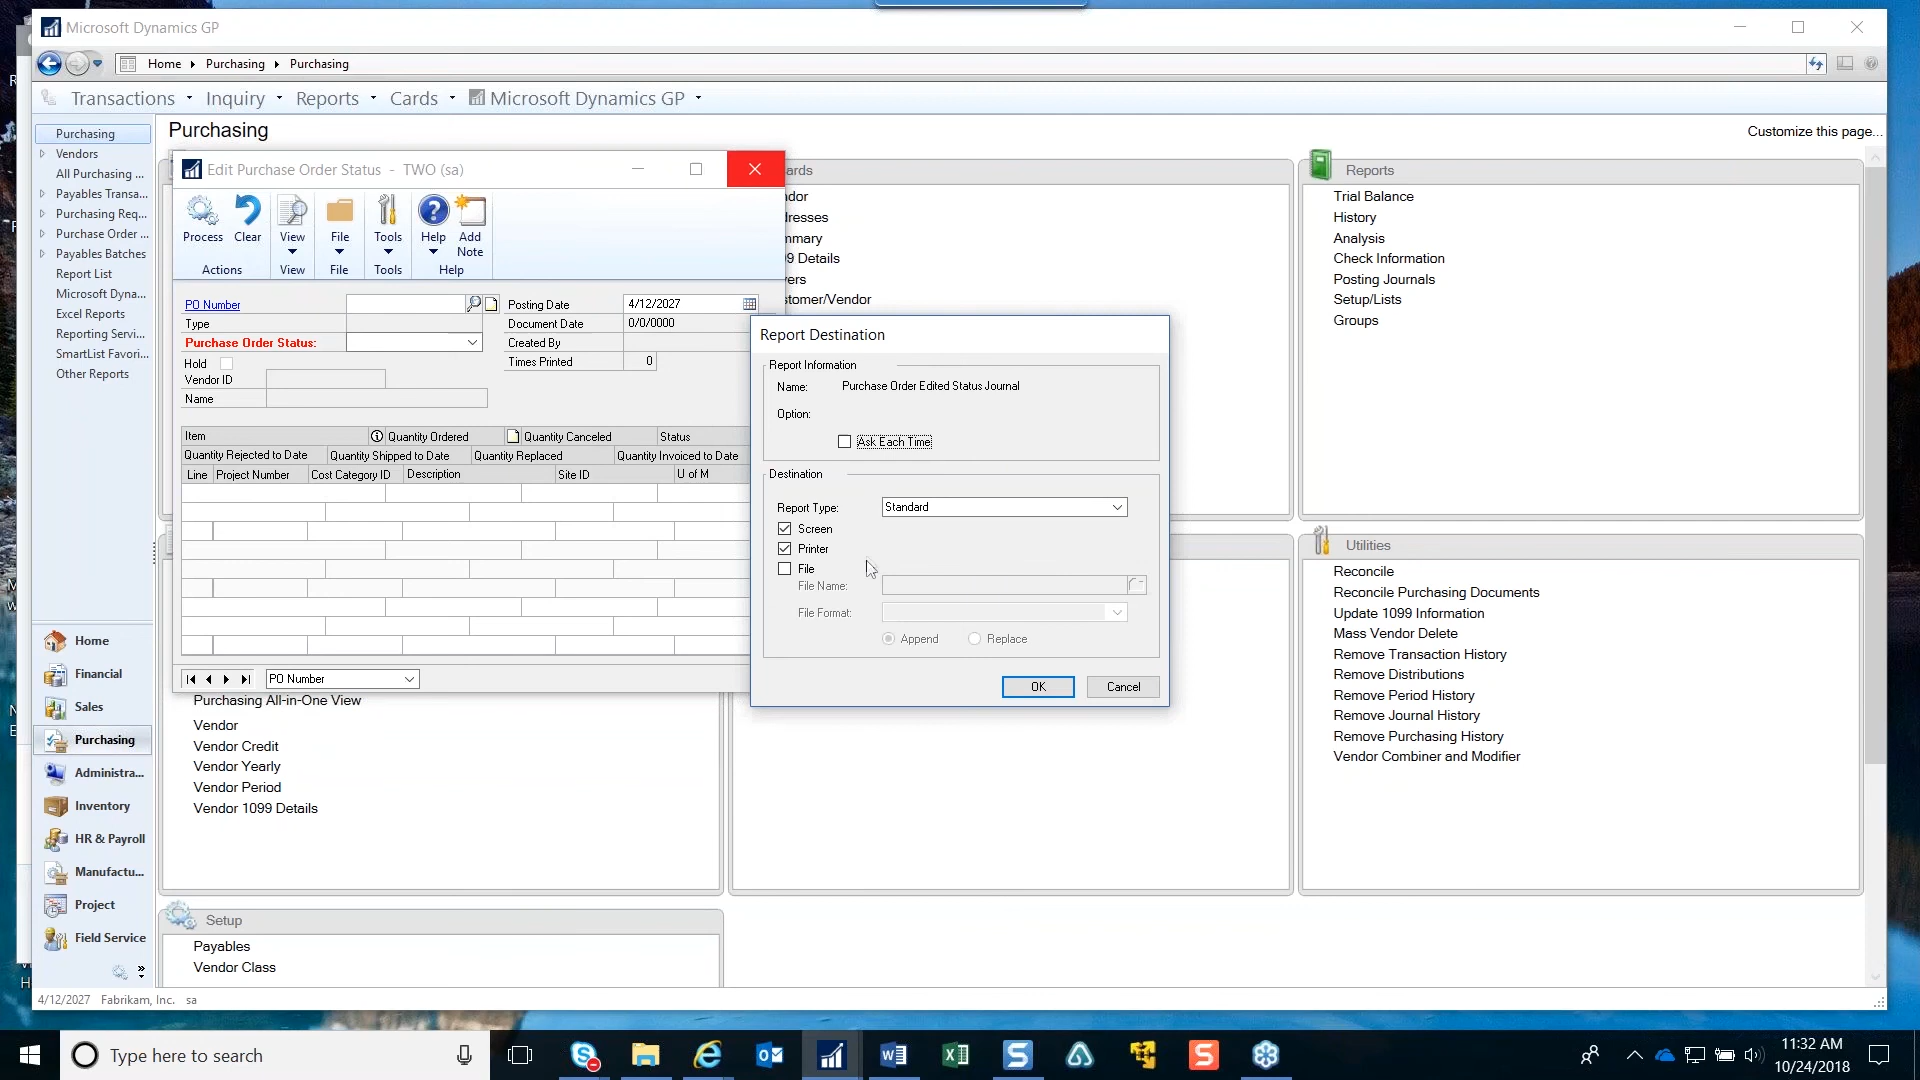 Microsoft Dynamics GP
Home Purchasing Purchasing
Transactions Inquiry Reports Cards Microsoft Dynamics GP
Purchasing
Vendors
All Purchasing ...
Payables Transa...
Purchasing Req...
Purchase Order ...
Payables Batches
Report List
Microsoft Dyna...
Excel Reports
Reporting Servi...
SmartList Favori...
Other Reports
Home
Financial
Sales
Purchasing
Administra...
Inventory
HR & Payroll
Manufactu...
Project
Field Service
Purchasing
Customize this page...
Edit Purchase Order Status - TWO (sa)
Process Clear View File Tools Help Add Note
Actions View File Tools Help
PO Number
Type
Purchase Order Status:
Hold
Vendor ID
Name
Posting Date 4/12/2027
Document Date 0/0/0000
Created By
Times Printed 0
Item Quantity Ordered Quantity Canceled Status
Quantity Rejected to Date Quantity Shipped to Date Quantity Replaced Quantity Invoiced to Date
Line Project Number Cost Category ID Description Site ID U of M
PO Number
Report Destination
Report Information
Name: Purchase Order Edited Status Journal
Option:
Ask Each Time
Destination
Report Type: Standard
Screen
Printer
File
File Name:
File Format:
Append Replace
OK Cancel
ards
ndor
dresses
mmary
99 Details
yers
stomer/Vendor
Reports
Trial Balance
History
Analysis
Check Information
Posting Journals
Setup/Lists
Groups
Utilities
Reconcile
Reconcile Purchasing Documents
Update 1099 Information
Mass Vendor Delete
Remove Transaction History
Remove Distributions
Remove Period History
Remove Journal History
Remove Purchasing History
Vendor Combiner and Modifier
Purchasing All-in-One View
Vendor
Vendor Credit
Vendor Yearly
Vendor Period
Vendor 1099 Details
Setup
Payables
Vendor Class
4/12/2027 Fabrikam, Inc. sa
Type here to search
11:32 AM
10/24/2018